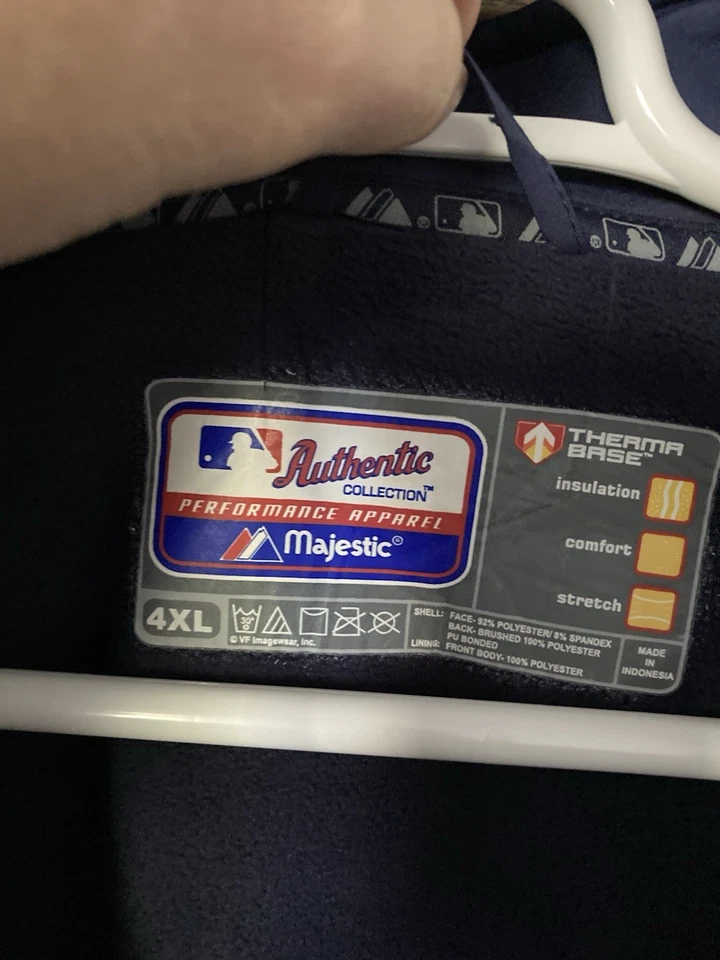 Authentic
COLLECTION™
PERFORMANCE APPAREL
Majestic®
THERMA
BASE™
insulation
comfort
stretch
4XL
30°
© VF Imagewear, Inc.
SHELL: FACE- 92% POLYESTER/ 8% SPANDEX
BACK- BRUSHED 100% POLYESTER
PU BONDED
LINING: FRONT BODY- 100% POLYESTER
MADE
IN
INDONESIA